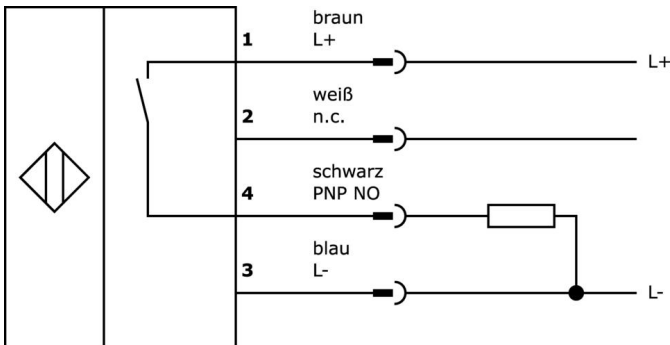 braun
1 L+
L+
weiß
2 n.c.
schwarz
4 PNP NO
blau
3 L-
L-